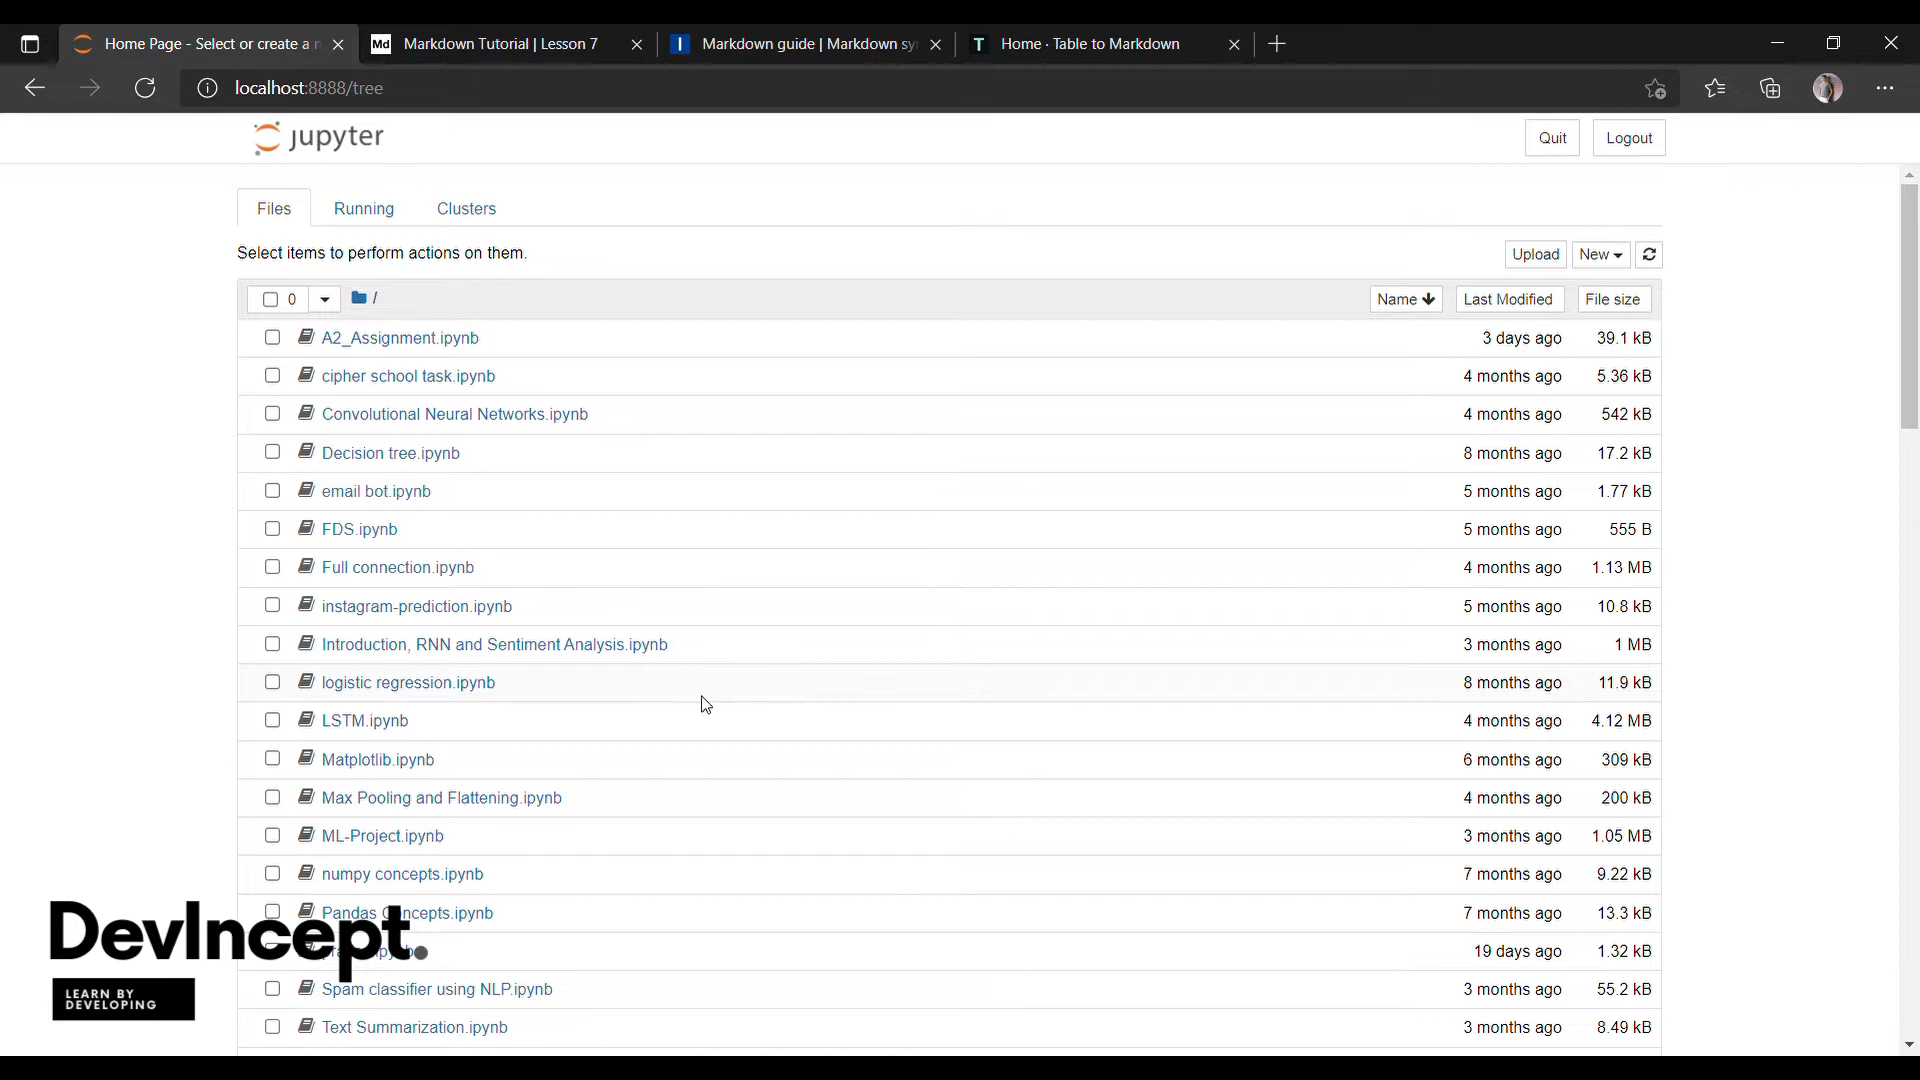 Home Page - Select or create a n
Md Markdown Tutorial | Lesson 7
I Markdown guide | Markdown sy
T Home · Table to Markdown
localhost:8888/tree
jupyter
Quit Logout
Files Running Clusters
Select items to perform actions on them.
Upload New
0 / Name Last Modified File size
A2_Assignment.ipynb 3 days ago 39.1 kB
cipher school task.ipynb 4 months ago 5.36 kB
Convolutional Neural Networks.ipynb 4 months ago 542 kB
Decision tree.ipynb 8 months ago 17.2 kB
email bot.ipynb 5 months ago 1.77 kB
FDS.ipynb 5 months ago 555 B
Full connection.ipynb 4 months ago 1.13 MB
instagram-prediction.ipynb 5 months ago 10.8 kB
Introduction, RNN and Sentiment Analysis.ipynb 3 months ago 1 MB
logistic regression.ipynb 8 months ago 11.9 kB
LSTM.ipynb 4 months ago 4.12 MB
Matplotlib.ipynb 6 months ago 309 kB
Max Pooling and Flattening.ipynb 4 months ago 200 kB
ML-Project.ipynb 3 months ago 1.05 MB
numpy concepts.ipynb 7 months ago 9.22 kB
Pandas Concepts.ipynb 7 months ago 13.3 kB
19 days ago 1.32 kB
Spam classifier using NLP.ipynb 3 months ago 55.2 kB
Text Summarization.ipynb 3 months ago 8.49 kB
DevIncept.
LEARN BY
DEVELOPING